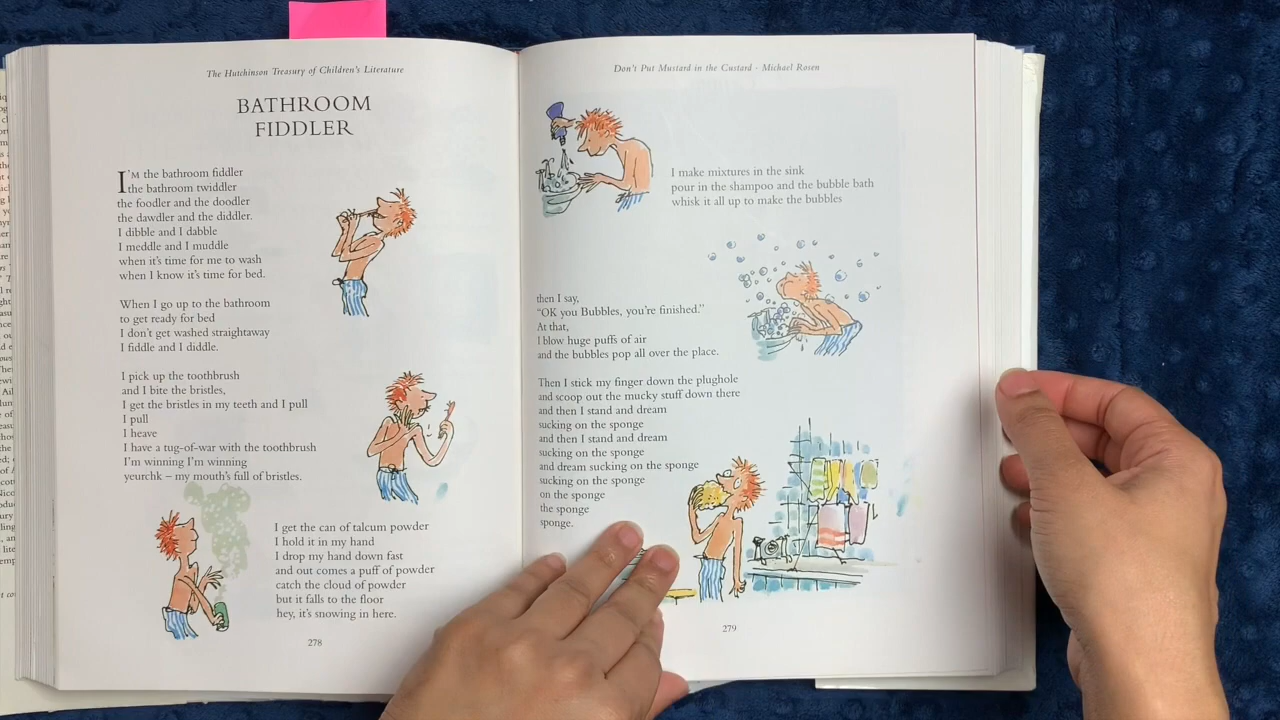 The Hutchinson Treasury of Children's Literature
BATHROOM
FIDDLER
I'M the bathroom fiddler
the bathroom twiddler
the foodler and the doodler
the dawdler and the diddler.
I dibble and I dabble
I meddle and I muddle
when it's time for me to wash
when I know it's time for bed.
When I go up to the bathroom
to get ready for bed
I don't get washed straightaway
I fiddle and I diddle.
I pick up the toothbrush
and I bite the bristles,
I get the bristles in my teeth and I pull
I pull
I heave
I have a tug-of-war with the toothbrush
I'm winning I'm winning
yeurchk – my mouth's full of bristles.
I get the can of talcum powder
I hold it in my hand
I drop my hand down fast
and out comes a puff of powder
catch the cloud of powder
but it falls to the floor
hey, it's snowing in here.
278
Don't Put Mustard in the Custard · Michael Rosen
I make mixtures in the sink
pour in the shampoo and the bubble bath
whisk it all up to make the bubbles
then I say,
"OK you Bubbles, you're finished."
At that,
I blow huge puffs of air
and the bubbles pop all over the place.
Then I stick my finger down the plughole
and scoop out the mucky stuff down there
and then I stand and dream
sucking on the sponge
and then I stand and dream
sucking on the sponge
and dream sucking on the sponge
sucking on the sponge
on the sponge
the sponge
sponge.
279